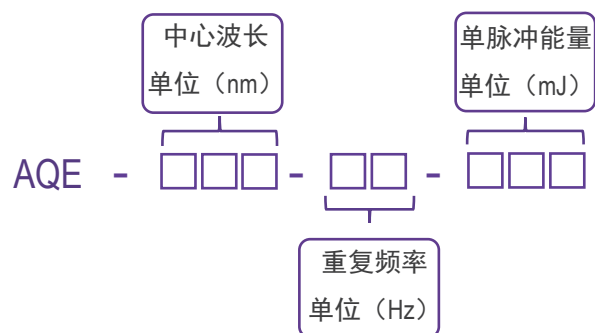 中心波长
单位（nm）
单脉冲能量
单位（mJ）
AQE - □□□ - □□ - □□□
重复频率
单位（Hz）